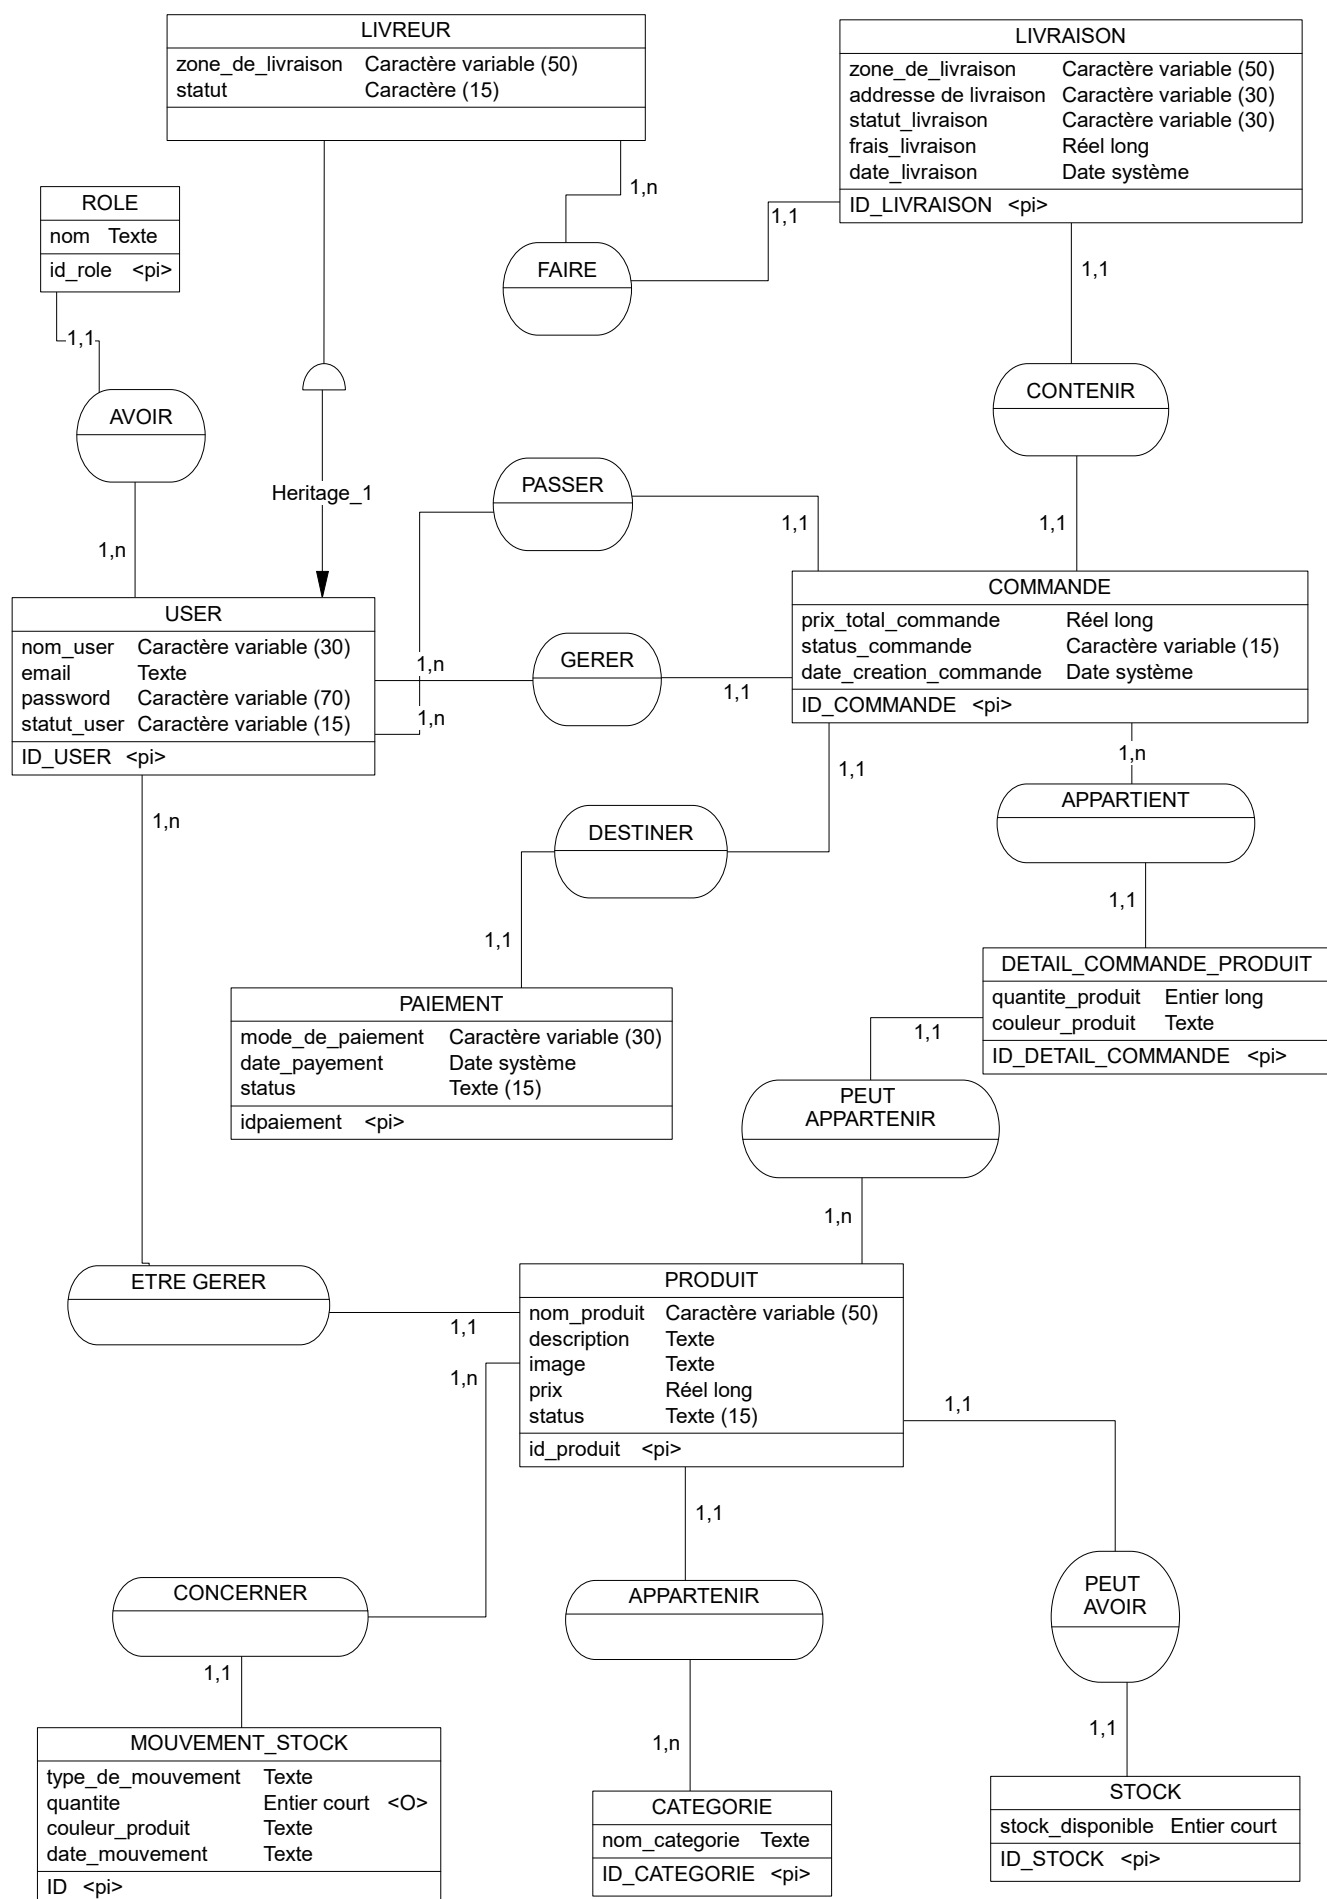 LIVREUR
zone_de_livraison Caractère variable (50)
statut Caractère (15)
LIVRAISON
zone_de_livraison Caractère variable (50)
addresse de livraison Caractère variable (30)
statut_livraison Caractère variable (30)
frais_livraison Réel long
date_livraison Date système
ID_LIVRAISON <pi>
1,n
1,1
ROLE
nom Texte
id_role <pi>
FAIRE
1,1
1,1
AVOIR
CONTENIR
Heritage_1
PASSER
1,1
1,1
1,n
USER
nom_user Caractère variable (30)
email Texte
password Caractère variable (70)
statut_user Caractère variable (15)
ID_USER <pi>
COMMANDE
prix_total_commande Réel long
status_commande Caractère variable (15)
date_creation_commande Date système
ID_COMMANDE <pi>
1,n
GERER
1,1
1,n
1,n
1,1
1,n
APPARTIENT
DESTINER
1,1
1,1
DETAIL_COMMANDE_PRODUIT
quantite_produit Entier long
couleur_produit Texte
ID_DETAIL_COMMANDE <pi>
PAIEMENT
mode_de_paiement Caractère variable (30)
date_payement Date système
status Texte (15)
idpaiement <pi>
1,1
PEUT
APPARTENIR
1,n
ETRE GERER
1,1
PRODUIT
nom_produit Caractère variable (50)
description Texte
image Texte
prix Réel long
status Texte (15)
id_produit <pi>
1,n
1,1
1,1
CONCERNER
APPARTENIR
PEUT
AVOIR
1,1
1,n
1,1
MOUVEMENT_STOCK
type_de_mouvement Texte
quantite Entier court <O>
couleur_produit Texte
date_mouvement Texte
ID <pi>
CATEGORIE
nom_categorie Texte
ID_CATEGORIE <pi>
STOCK
stock_disponible Entier court
ID_STOCK <pi>